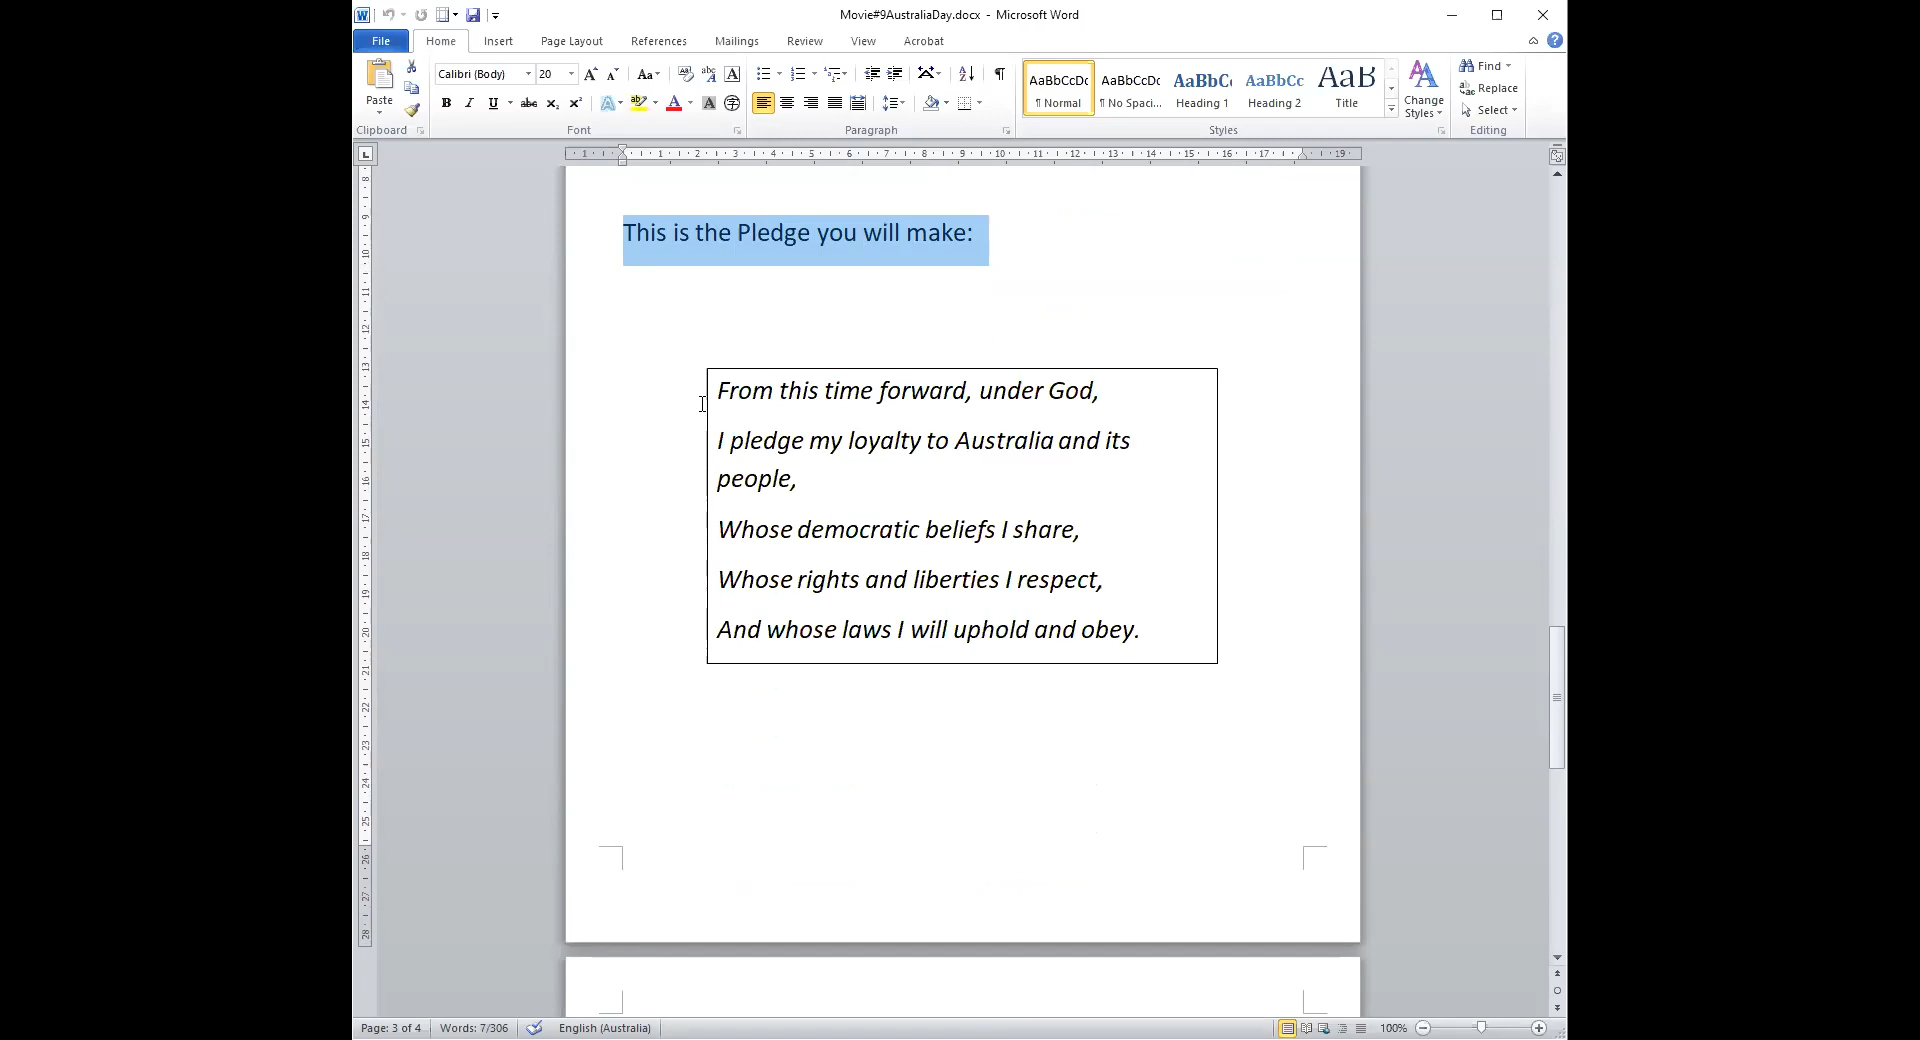 Movie#9AustraliaDay.docx - Microsoft Word
File Home Insert Page Layout References Mailings Review View Acrobat
Calibri (Body) 20
Paste
Clipboard Font Paragraph Styles Editing
AaBbCcDc AaBbCcDc AaBbC AaBbCc AaB
¶ Normal ¶ No Spaci... Heading 1 Heading 2 Title
Change Styles
Find
Replace
Select
This is the Pledge you will make:
From this time forward, under God,
I pledge my loyalty to Australia and its
people,
Whose democratic beliefs I share,
Whose rights and liberties I respect,
And whose laws I will uphold and obey.
Page: 3 of 4 Words: 7/306 English (Australia) 100%